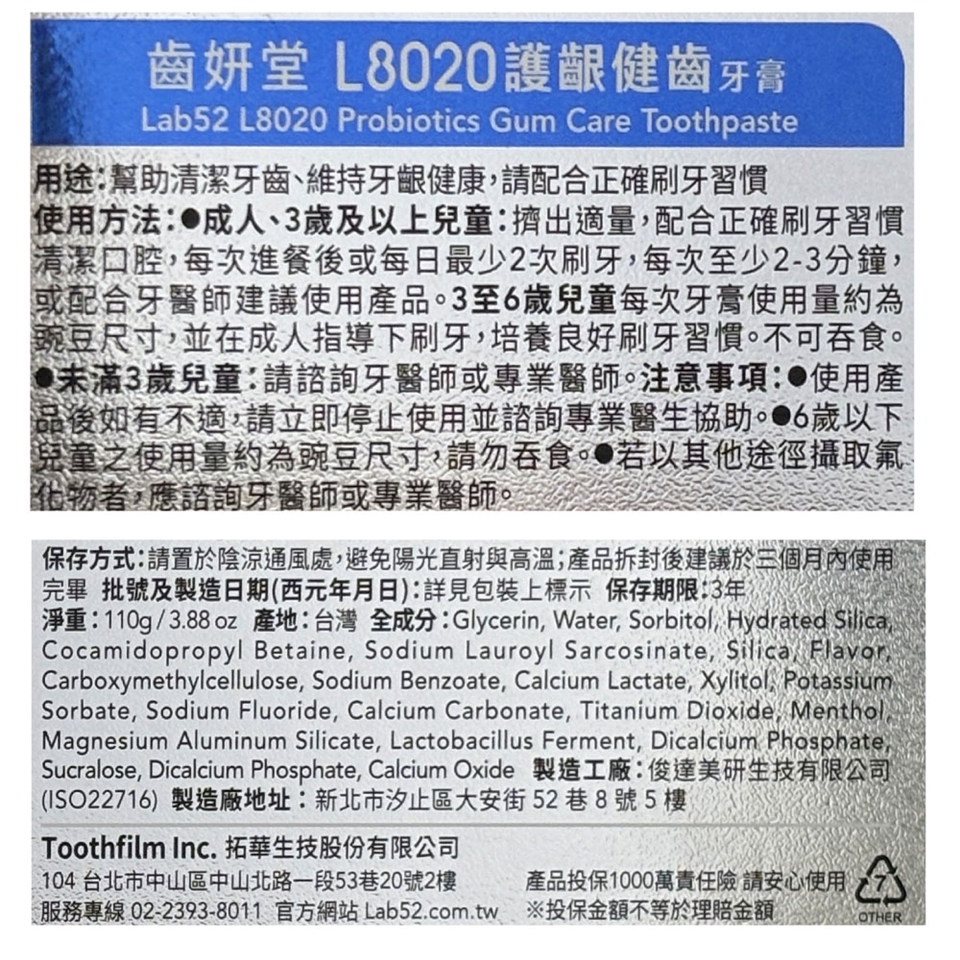 齒妍堂 L8020護齦健齒牙膏
Lab52 L8020 Probiotics Gum Care Toothpaste
用途:幫助清潔牙齒、維持牙齦健康,請配合正確刷牙習慣
使用方法:●成人、3歲及以上兒童:擠出適量,配合正確刷牙習慣
清潔口腔,每次進餐後或每日最少2次刷牙,每次至少2-3分鐘,
或配合牙醫師建議使用產品。3至6歲兒童每次牙膏使用量約為
豌豆尺寸,並在成人指導下刷牙,培養良好刷牙習慣。不可吞食。
●未滿3歲兒童:請諮詢牙醫師或專業醫師。注意事項:●使用產
品後如有不適,請立即停止使用並諮詢專業醫生協助。●6歲以下
兒童之使用量約為豌豆尺寸,請勿吞食。●若以其他途徑攝取氟
化物者,應諮詢牙醫師或專業醫師。
保存方式:請置於陰涼通風處,避免陽光直射與高溫;產品拆封後建議於三個月內使用
完畢 批號及製造日期(西元年月日):詳見包裝上標示 保存期限:3年
淨重:110g/3.88 oz 產地:台灣 全成分:Glycerin, Water, Sorbitol, Hydrated Silica,
Cocamidopropyl Betaine, Sodium Lauroyl Sarcosinate, Silica, Flavor,
Carboxymethylcellulose, Sodium Benzoate, Calcium Lactate, Xylitol, Potassium
Sorbate, Sodium Fluoride, Calcium Carbonate, Titanium Dioxide, Menthol,
Magnesium Aluminum Silicate, Lactobacillus Ferment, Dicalcium Phosphate,
Sucralose, Dicalcium Phosphate, Calcium Oxide 製造工廠:俊達美研生技有限公司
(ISO22716) 製造廠地址:新北市汐止區大安街 52 巷 8 號 5 樓
Toothfilm Inc. 拓華生技股份有限公司
104 台北市中山區中山北路一段53巷20號2樓 產品投保1000萬責任險 請安心使用 7
服務專線 02-2393-8011 官方網站 Lab52.com.tw ※投保金額不等於理賠金額 OTHER